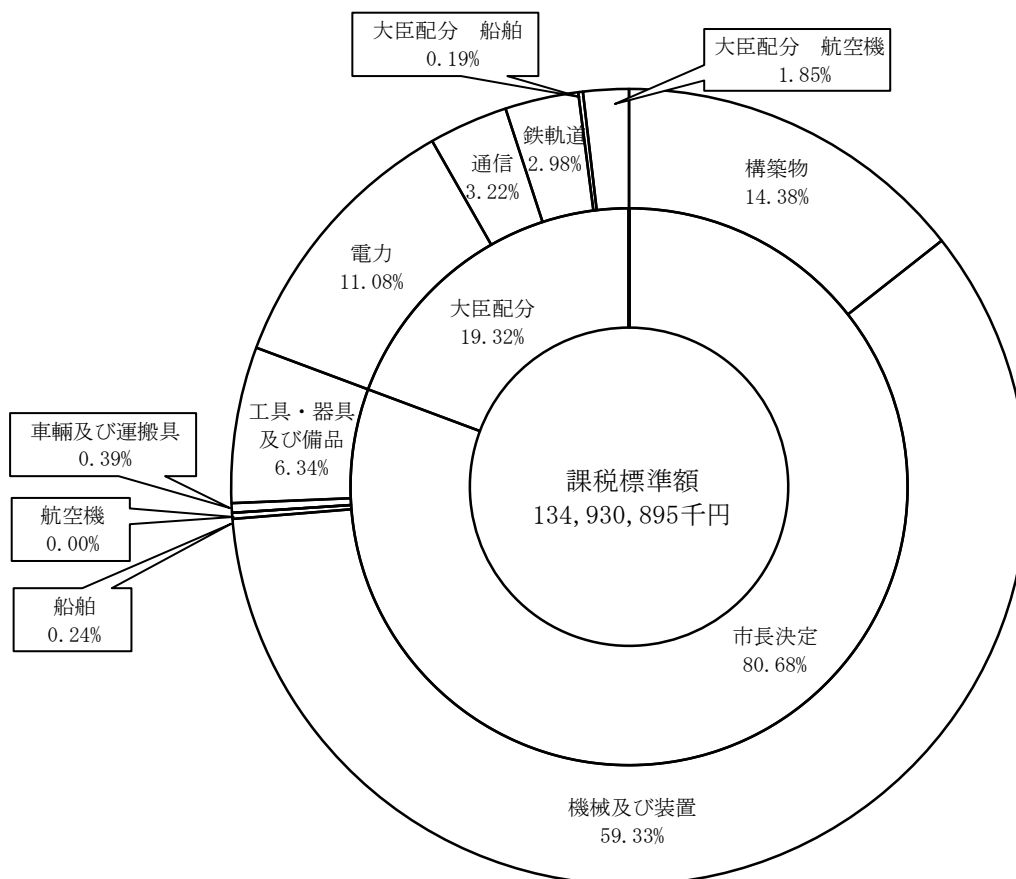 大臣配分　船舶
0.19%
大臣配分　航空機
1.85%
鉄軌道
2.98%
通信
3.22%
構築物
14.38%
電力
11.08%
大臣配分
19.32%
工具・器具
及び備品
6.34%
車輛及び運搬具
0.39%
航空機
0.00%
船舶
0.24%
課税標準額
134,930,895千円
市長決定
80.68%
機械及び装置
59.33%